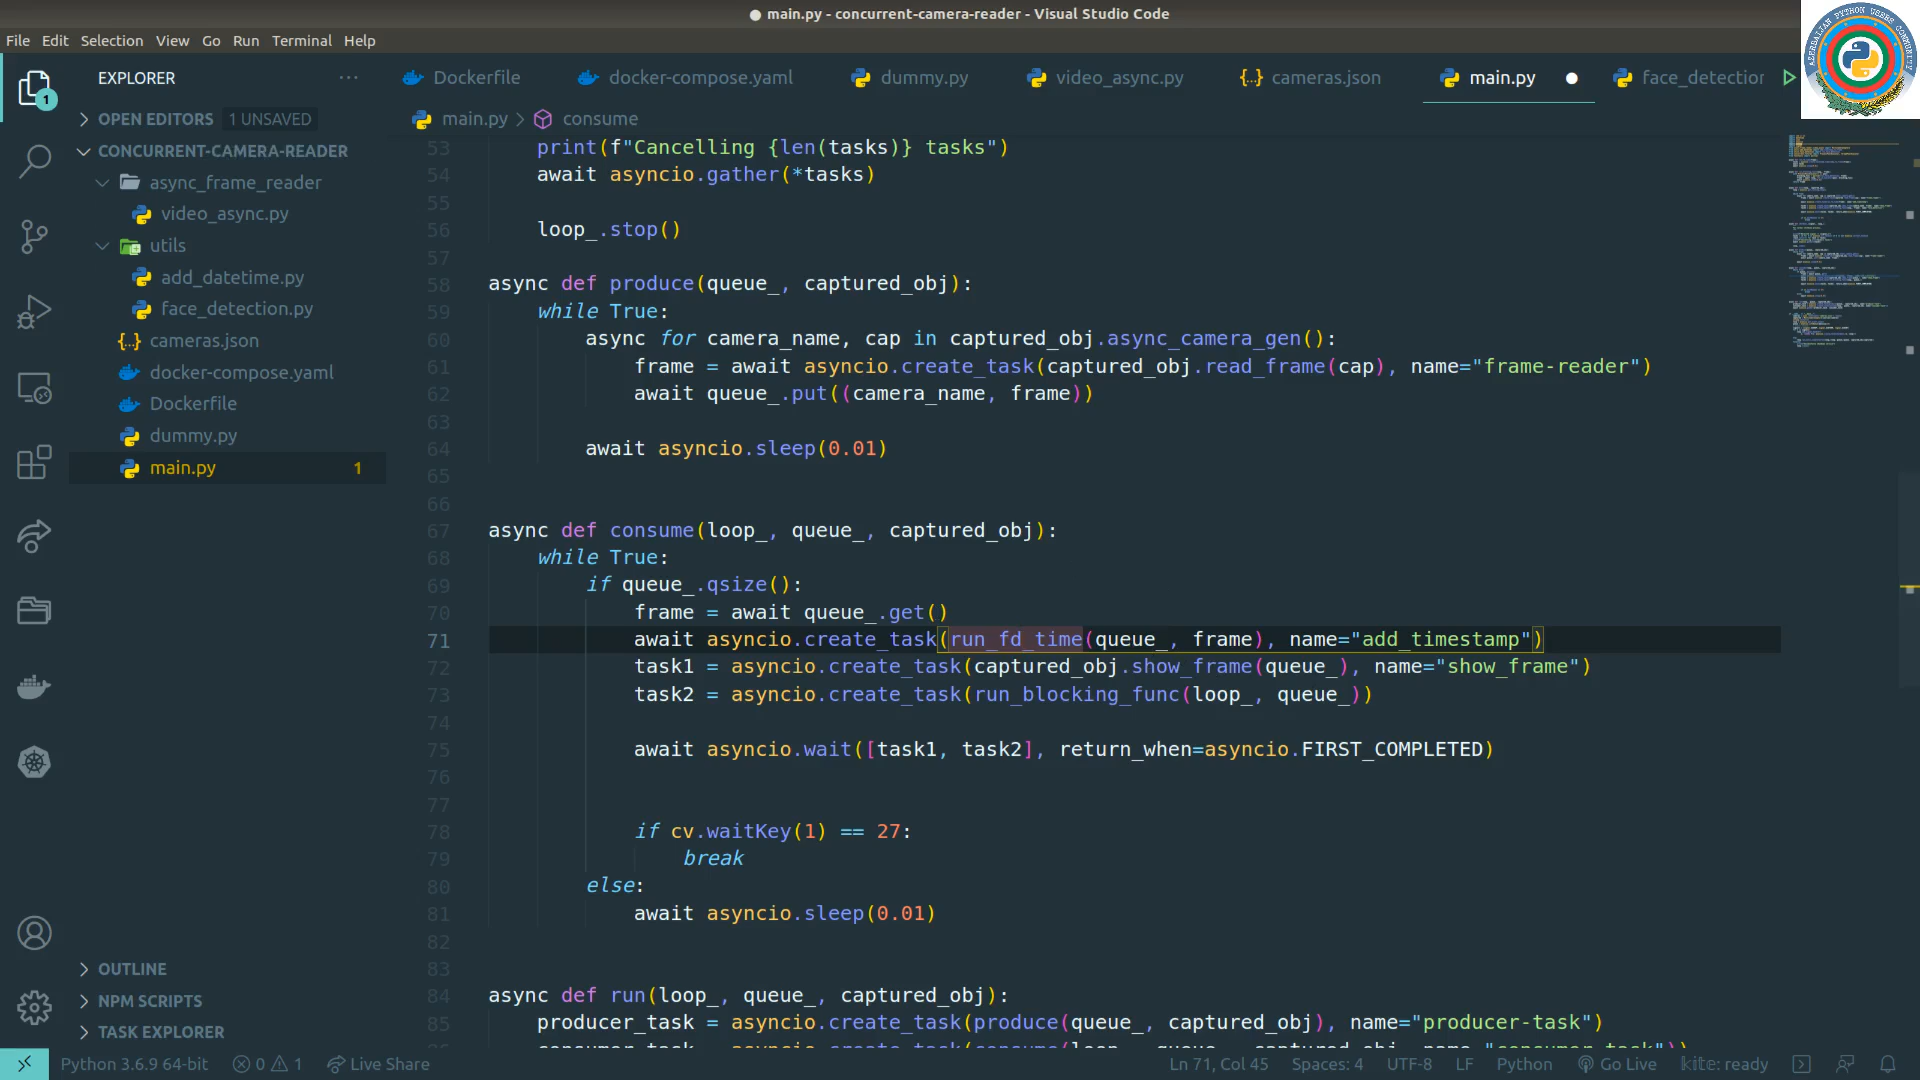 ● main.py - concurrent-camera-reader - Visual Studio Code
File Edit Selection View Go Run Terminal Help
AZERBAIJAN PYTHON USERS COMMUNITY
EXPLORER ···
Dockerfile docker-compose.yaml dummy.py video_async.py {..} cameras.json main.py ● face_detection
1
OPEN EDITORS 1 UNSAVED
main.py > consume
CONCURRENT-CAMERA-READER
async_frame_reader
video_async.py
utils
add_datetime.py
face_detection.py
{..} cameras.json
docker-compose.yaml
Dockerfile
dummy.py
main.py 1
OUTLINE
NPM SCRIPTS
TASK EXPLORER
53 print(f"Cancelling {len(tasks)} tasks")
54 await asyncio.gather(*tasks)
55
56 loop_.stop()
57
58 async def produce(queue_, captured_obj):
59 while True:
60 async for camera_name, cap in captured_obj.async_camera_gen():
61 frame = await asyncio.create_task(captured_obj.read_frame(cap), name="frame-reader")
62 await queue_.put((camera_name, frame))
63
64 await asyncio.sleep(0.01)
65
66
67 async def consume(loop_, queue_, captured_obj):
68 while True:
69 if queue_.qsize():
70 frame = await queue_.get()
71 await asyncio.create_task(run_fd_time(queue_, frame), name="add_timestamp")
72 task1 = asyncio.create_task(captured_obj.show_frame(queue_), name="show_frame")
73 task2 = asyncio.create_task(run_blocking_func(loop_, queue_))
74
75 await asyncio.wait([task1, task2], return_when=asyncio.FIRST_COMPLETED)
76
77
78 if cv.waitKey(1) == 27:
79 break
80 else:
81 await asyncio.sleep(0.01)
82
83
84 async def run(loop_, queue_, captured_obj):
85 producer_task = asyncio.create_task(produce(queue_, captured_obj), name="producer-task")
Python 3.6.9 64-bit 0 1 Live Share Ln 71, Col 45 Spaces: 4 UTF-8 LF Python Go Live kite: ready